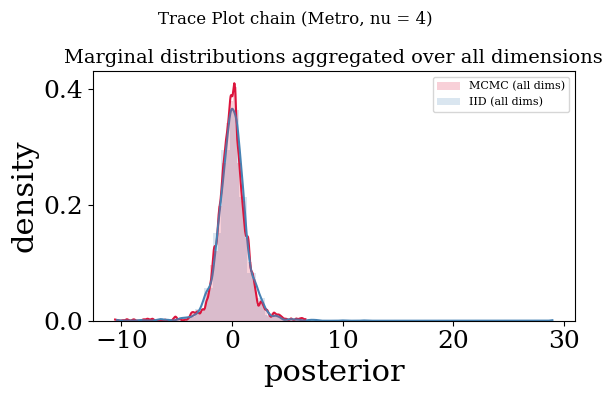 Trace Plot chain (Metro, nu = 4)
Marginal distributions aggregated over all dimensions
MCMC (all dims)
IID (all dims)
density
0.4
0.2
0.0
−10 0 10 20 30
posterior